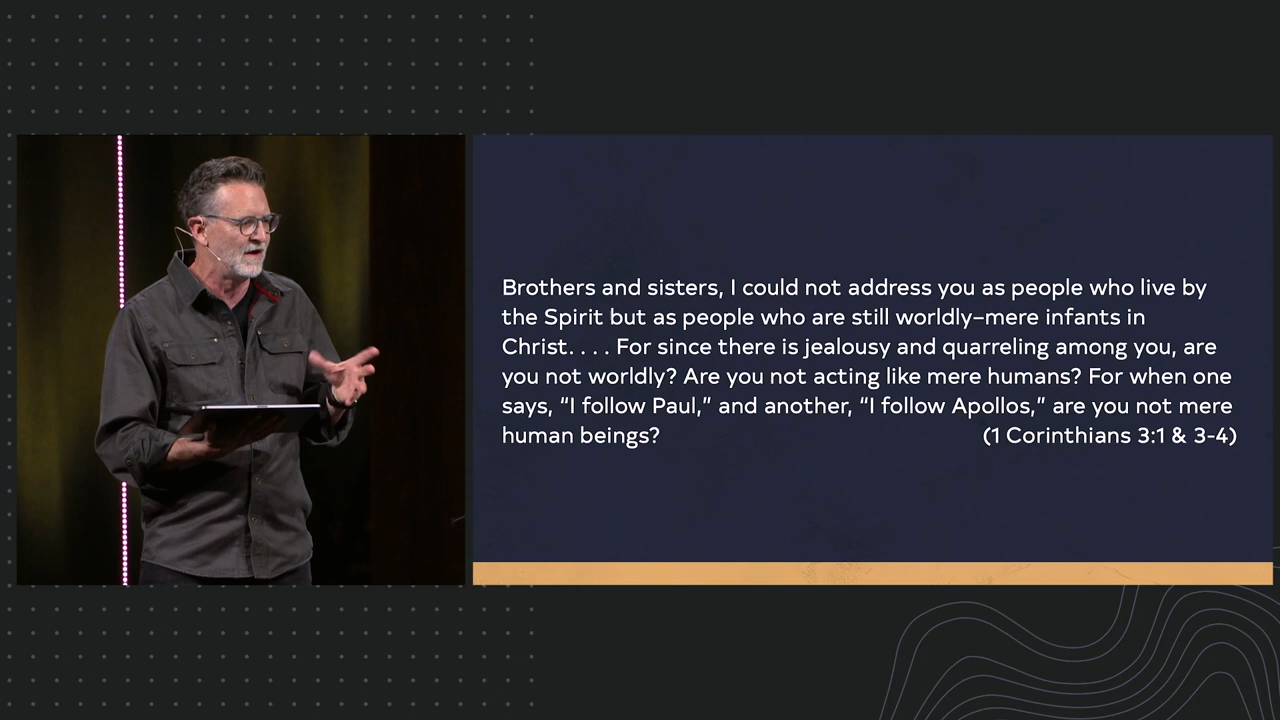 Brothers and sisters, I could not address you as people who live by
the Spirit but as people who are still worldly–mere infants in
Christ. . . . For since there is jealousy and quarreling among you, are
you not worldly? Are you not acting like mere humans? For when one
says, “I follow Paul,” and another, “I follow Apollos,” are you not mere
human beings? (1 Corinthians 3:1 & 3-4)